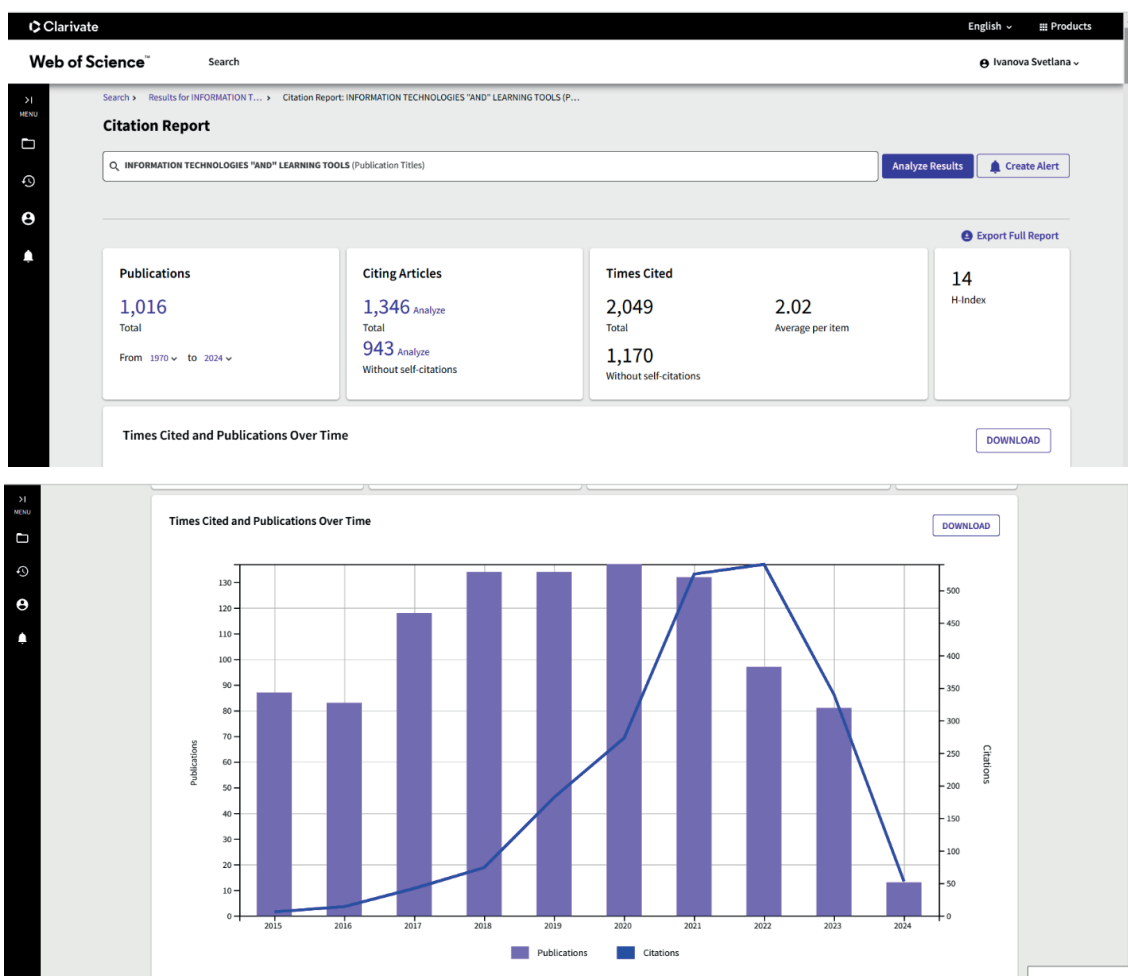 Clarivate
English
Products
Web of Science™
Search
Ivanova Svetlana
MENU
Search > Results for INFORMATION T... > Citation Report: INFORMATION TECHNOLOGIES "AND" LEARNING TOOLS (P...
Citation Report
INFORMATION TECHNOLOGIES "AND" LEARNING TOOLS (Publication Titles)
Analyze Results
Create Alert
Export Full Report
Publications
1,016
Total
From 1970 to 2024
Citing Articles
1,346 Analyze
Total
943 Analyze
Without self-citations
Times Cited
2,049
Total
1,170
Without self-citations
2.02
Average per item
14
H-Index
Times Cited and Publications Over Time
DOWNLOAD
MENU
Times Cited and Publications Over Time
DOWNLOAD
Publications
130
120
110
100
90
80
70
60
50
40
30
20
10
0
500
450
400
350
300
250
200
150
100
50
0
Citations
2015 2016 2017 2018 2019 2020 2021 2022 2023 2024
Publications
Citations